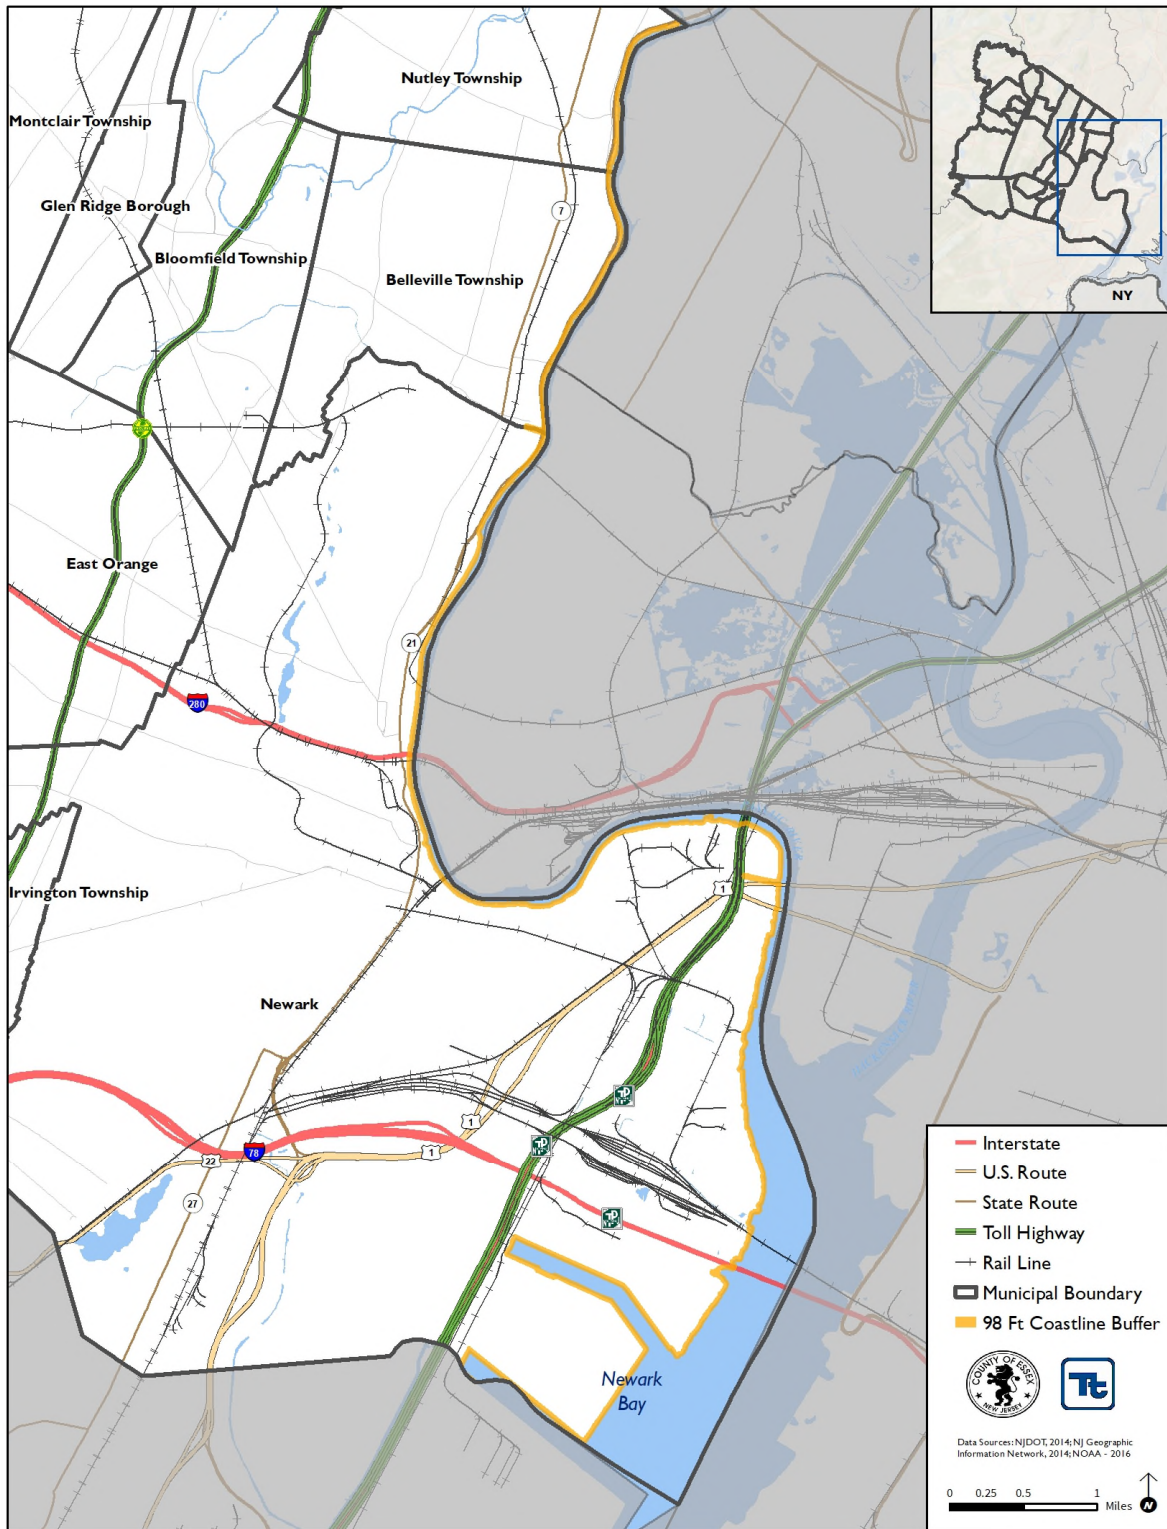 Nutley Township
Montclair Township
Glen Ridge Borough
7
Bloomfield Township
Belleville Township
NY
East Orange
21
280
1
Irvington Township
Newark
1
1
22
78
27
Newark
Bay
Interstate
U.S. Route
State Route
Toll Highway
Rail Line
Municipal Boundary
98 Ft Coastline Buffer
COUNTY OF ESSEX
NEW JERSEY
Tt
Data Sources: NJDOT, 2014; NJ Geographic
Information Network, 2014; NOAA - 2016
0 0.25 0.5 1
Miles
N